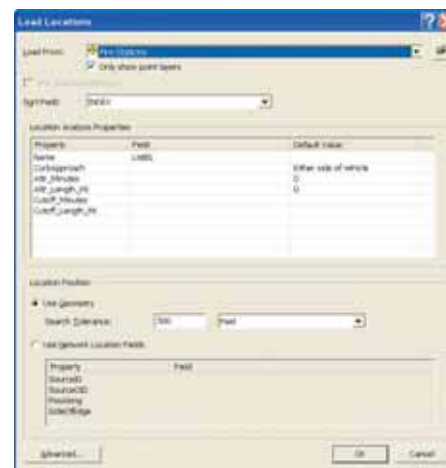 Load Locations
Load From: Fire Stations
Only show point layers
Sort Field: INDEX
Location Analysis Properties
Property Field Default Value
Name LABEL
CurbApproach Either side of vehicle
Attr_Minutes 0
Attr_Length_Mi 0
Cutoff_Minutes
Cutoff_Length_Mi
Location Position
Use Geometry
Search Tolerance: Feet
Use Network Location Fields
Property Field
SourceID
SourceOID
PosAlong
SideOfEdge
Advanced... OK Cancel